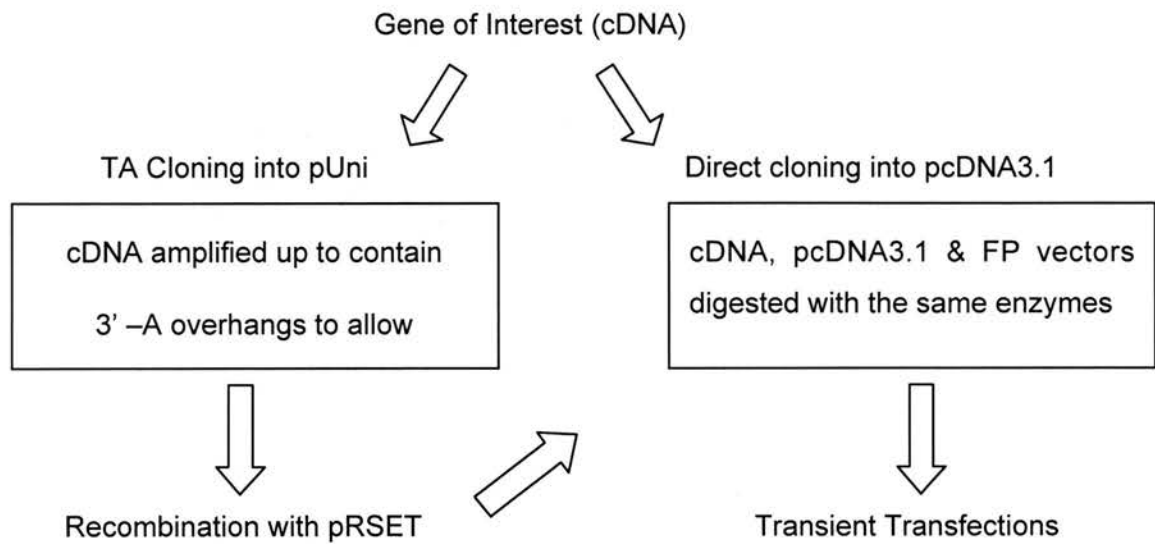 Gene of Interest (cDNA)
TA Cloning into pUni
cDNA amplified up to contain
3’ –A overhangs to allow
Recombination with pRSET
Direct cloning into pcDNA3.1
cDNA, pcDNA3.1 & FP vectors
digested with the same enzymes
Transient Transfections